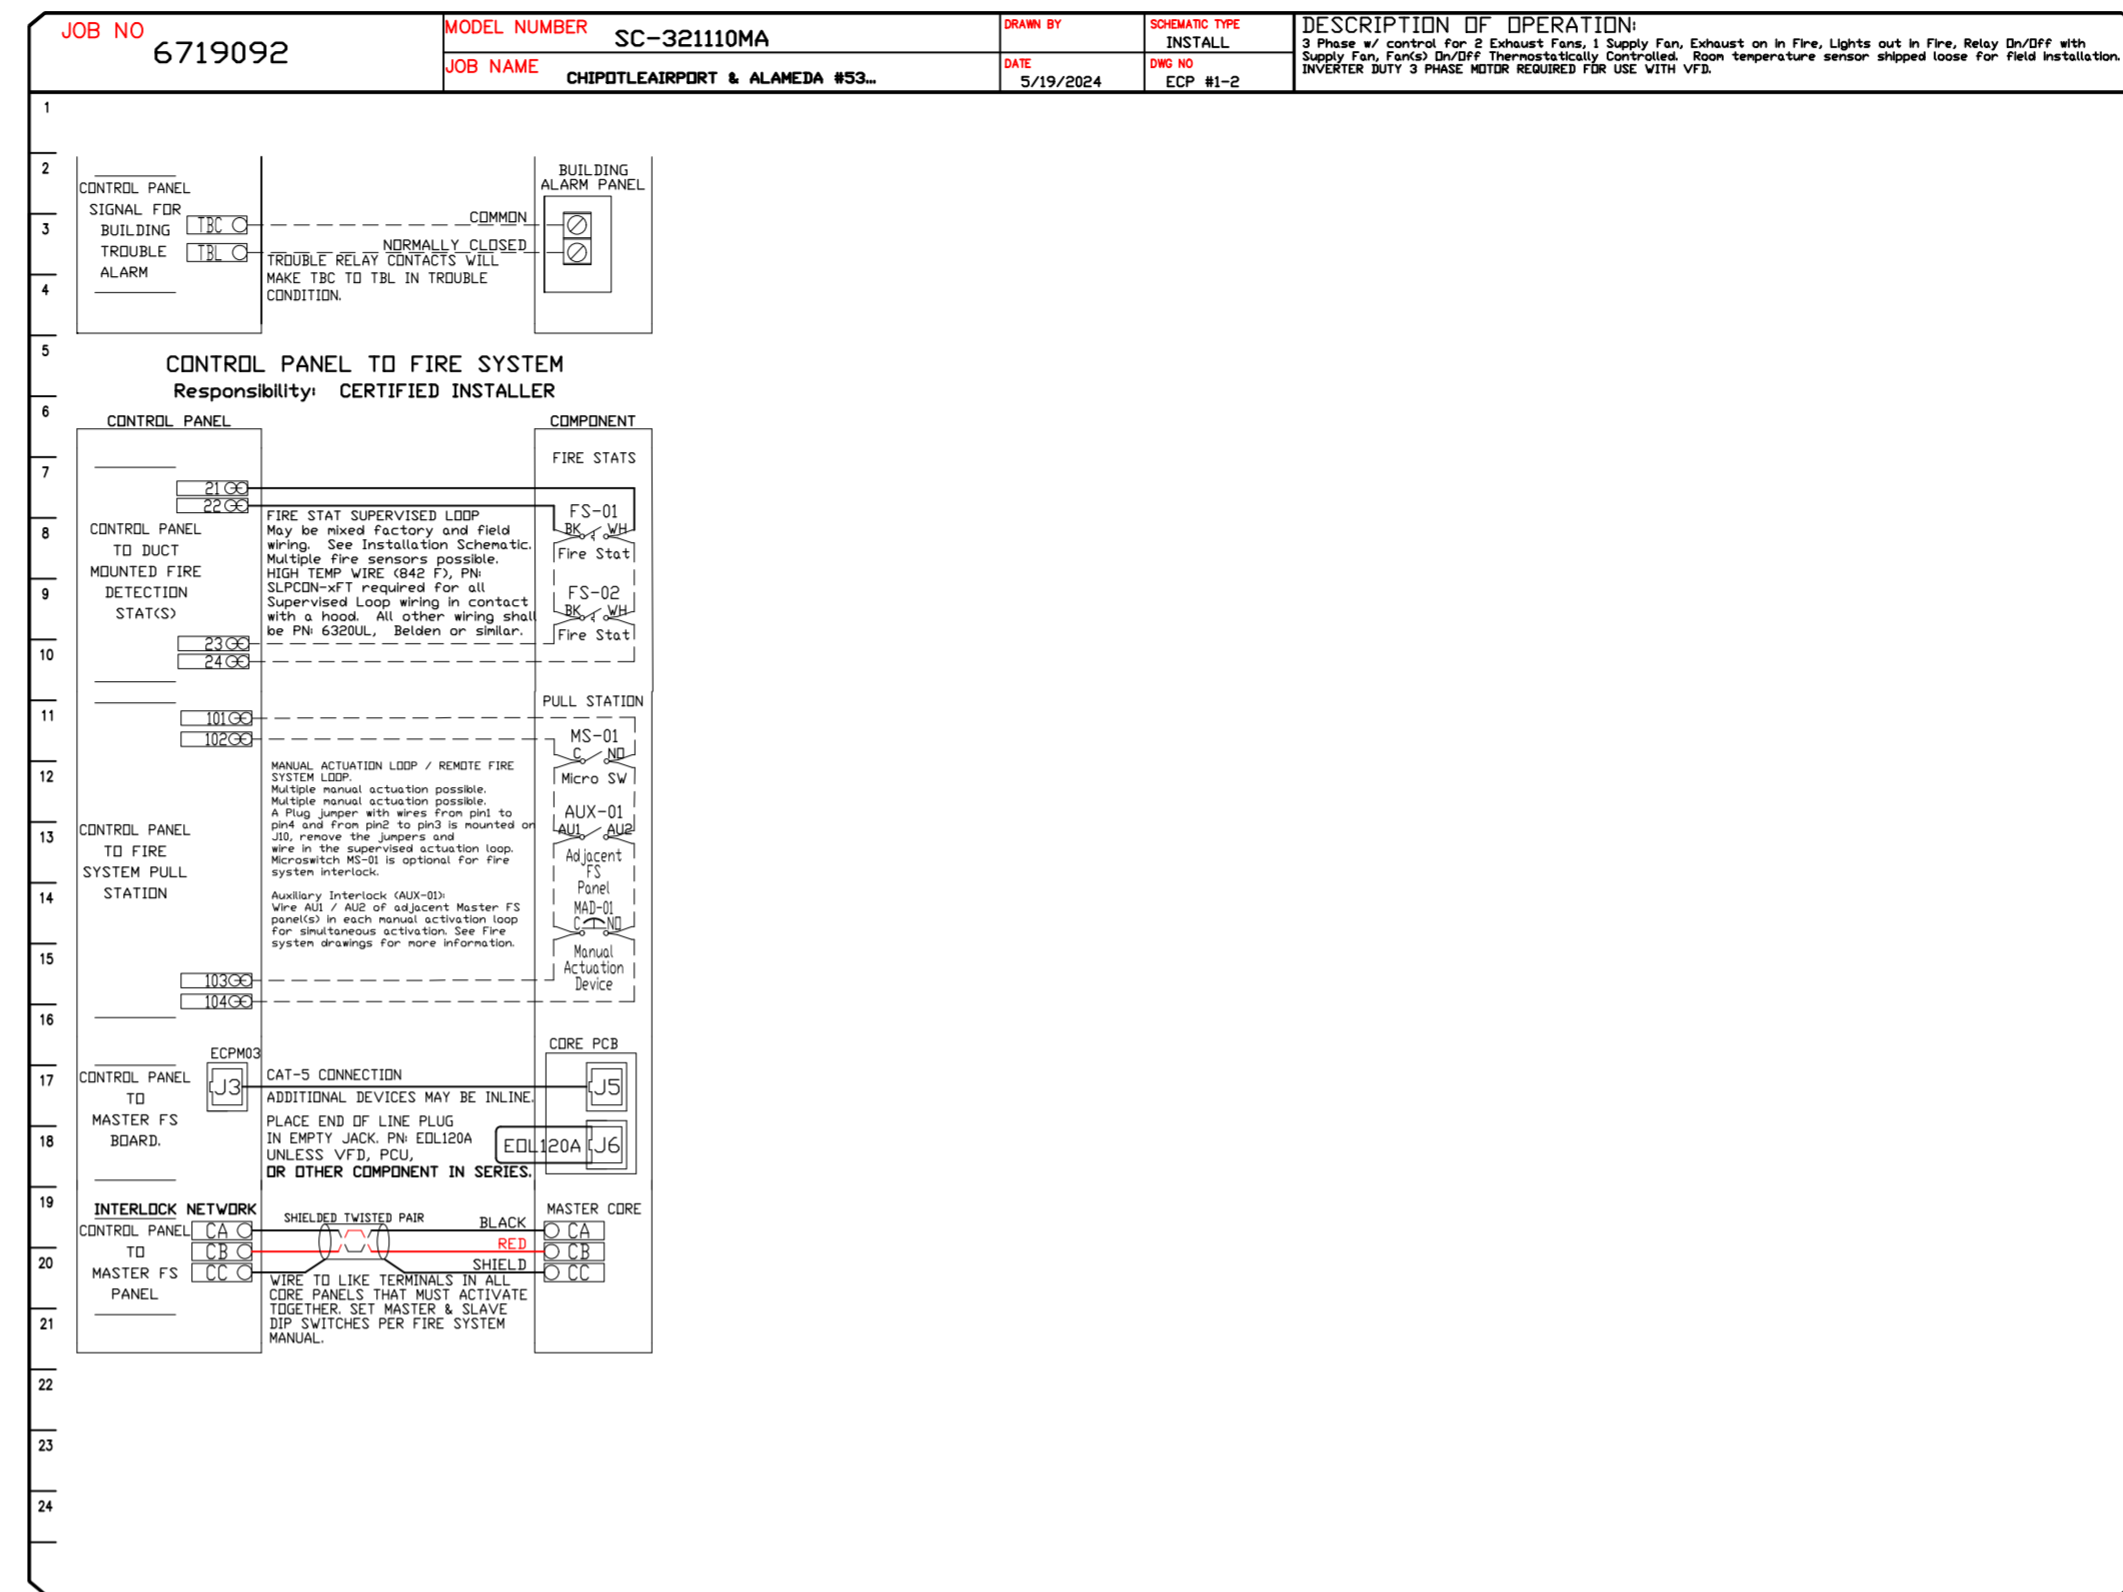 JOB NO
6719092
MODEL NUMBER
SC-321110MA
JOB NAME
CHIPOTLEAIRPORT & ALAMEDA #53...
DRAWN BY
DATE
5/19/2024
SCHEMATIC TYPE
INSTALL
DWG NO
ECP #1-2
DESCRIPTION OF OPERATION:
3 Phase w/ control for 2 Exhaust Fans, 1 Supply Fan, Exhaust on in Fire, Lights out in Fire, Relay On/Off with
Supply Fan, Fan(s) On/Off Thermostatically Controlled. Room temperature sensor shipped loose for field installation.
INVERTER DUTY 3 PHASE MOTOR REQUIRED FOR USE WITH VFD.
1
2
3
4
5
6
7
8
9
10
11
12
13
14
15
16
17
18
19
20
21
22
23
24
CONTROL PANEL
SIGNAL FOR
BUILDING
TROUBLE
ALARM
TBC
TBL
COMMON
NORMALLY CLOSED
TROUBLE RELAY CONTACTS WILL
MAKE TBC TO TBL IN TROUBLE
CONDITION.
BUILDING
ALARM PANEL
CONTROL PANEL TO FIRE SYSTEM
Responsibility: CERTIFIED INSTALLER
CONTROL PANEL
COMPONENT
CONTROL PANEL
TO DUCT
MOUNTED FIRE
DETECTION
STAT(S)
21
22
23
24
FIRE STAT SUPERVISED LOOP
May be mixed factory and field
wiring. See Installation Schematic.
Multiple fire sensors possible.
HIGH TEMP WIRE (842 F), PN:
SLPCON-xFT required for all
Supervised Loop wiring in contact
with a hood. All other wiring shall
be PN: 6320UL, Belden or similar.
FIRE STATS
FS-01
BK WH
Fire Stat
FS-02
BK WH
Fire Stat
CONTROL PANEL
TO FIRE
SYSTEM PULL
STATION
101
102
103
104
MANUAL ACTUATION LOOP / REMOTE FIRE
SYSTEM LOOP.
Multiple manual actuation possible.
Multiple manual actuation possible.
A Plug jumper with wires from pin1 to
pin4 and from pin2 to pin3 is mounted on
J10, remove the jumpers and
wire in the supervised actuation loop.
Microswitch MS-01 is optional for fire
system interlock.
Auxiliary Interlock (AUX-01):
Wire AU1 / AU2 of adjacent Master FS
panel(s) in each manual activation loop
for simultaneous activation. See Fire
system drawings for more information.
PULL STATION
MS-01
C NO
Micro SW
AUX-01
AU1 AU2
Adjacent
FS
Panel
MAD-01
C NO
Manual
Actuation
Device
CONTROL PANEL
TO
MASTER FS
BOARD.
ECPM03
J3
CAT-5 CONNECTION
ADDITIONAL DEVICES MAY BE INLINE.
PLACE END OF LINE PLUG
IN EMPTY JACK. PN: EOL120A
UNLESS VFD, PCU,
OR OTHER COMPONENT IN SERIES.
CORE PCB
J5
EOL120A
J6
INTERLOCK NETWORK
CONTROL PANEL
TO
MASTER FS
PANEL
CA
CB
CC
SHIELDED TWISTED PAIR
BLACK
RED
SHIELD
WIRE TO LIKE TERMINALS IN ALL
CORE PANELS THAT MUST ACTIVATE
TOGETHER. SET MASTER & SLAVE
DIP SWITCHES PER FIRE SYSTEM
MANUAL.
MASTER CORE
CA
CB
CC